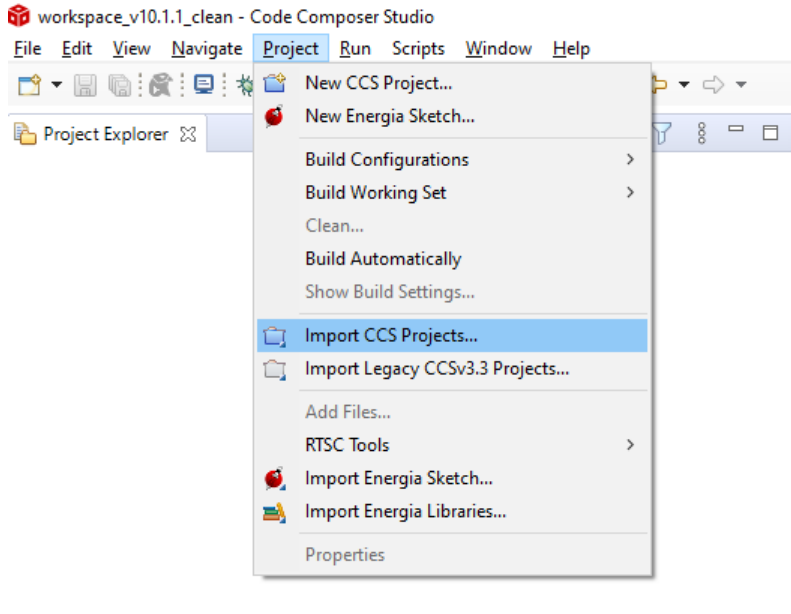 workspace_v10.1.1_clean - Code Composer Studio
File Edit View Navigate Project Run Scripts Window Help
Project Explorer
New CCS Project...
New Energia Sketch...
Build Configurations
Build Working Set
Clean...
Build Automatically
Show Build Settings...
Import CCS Projects...
Import Legacy CCSv3.3 Projects...
Add Files...
RTSC Tools
Import Energia Sketch...
Import Energia Libraries...
Properties